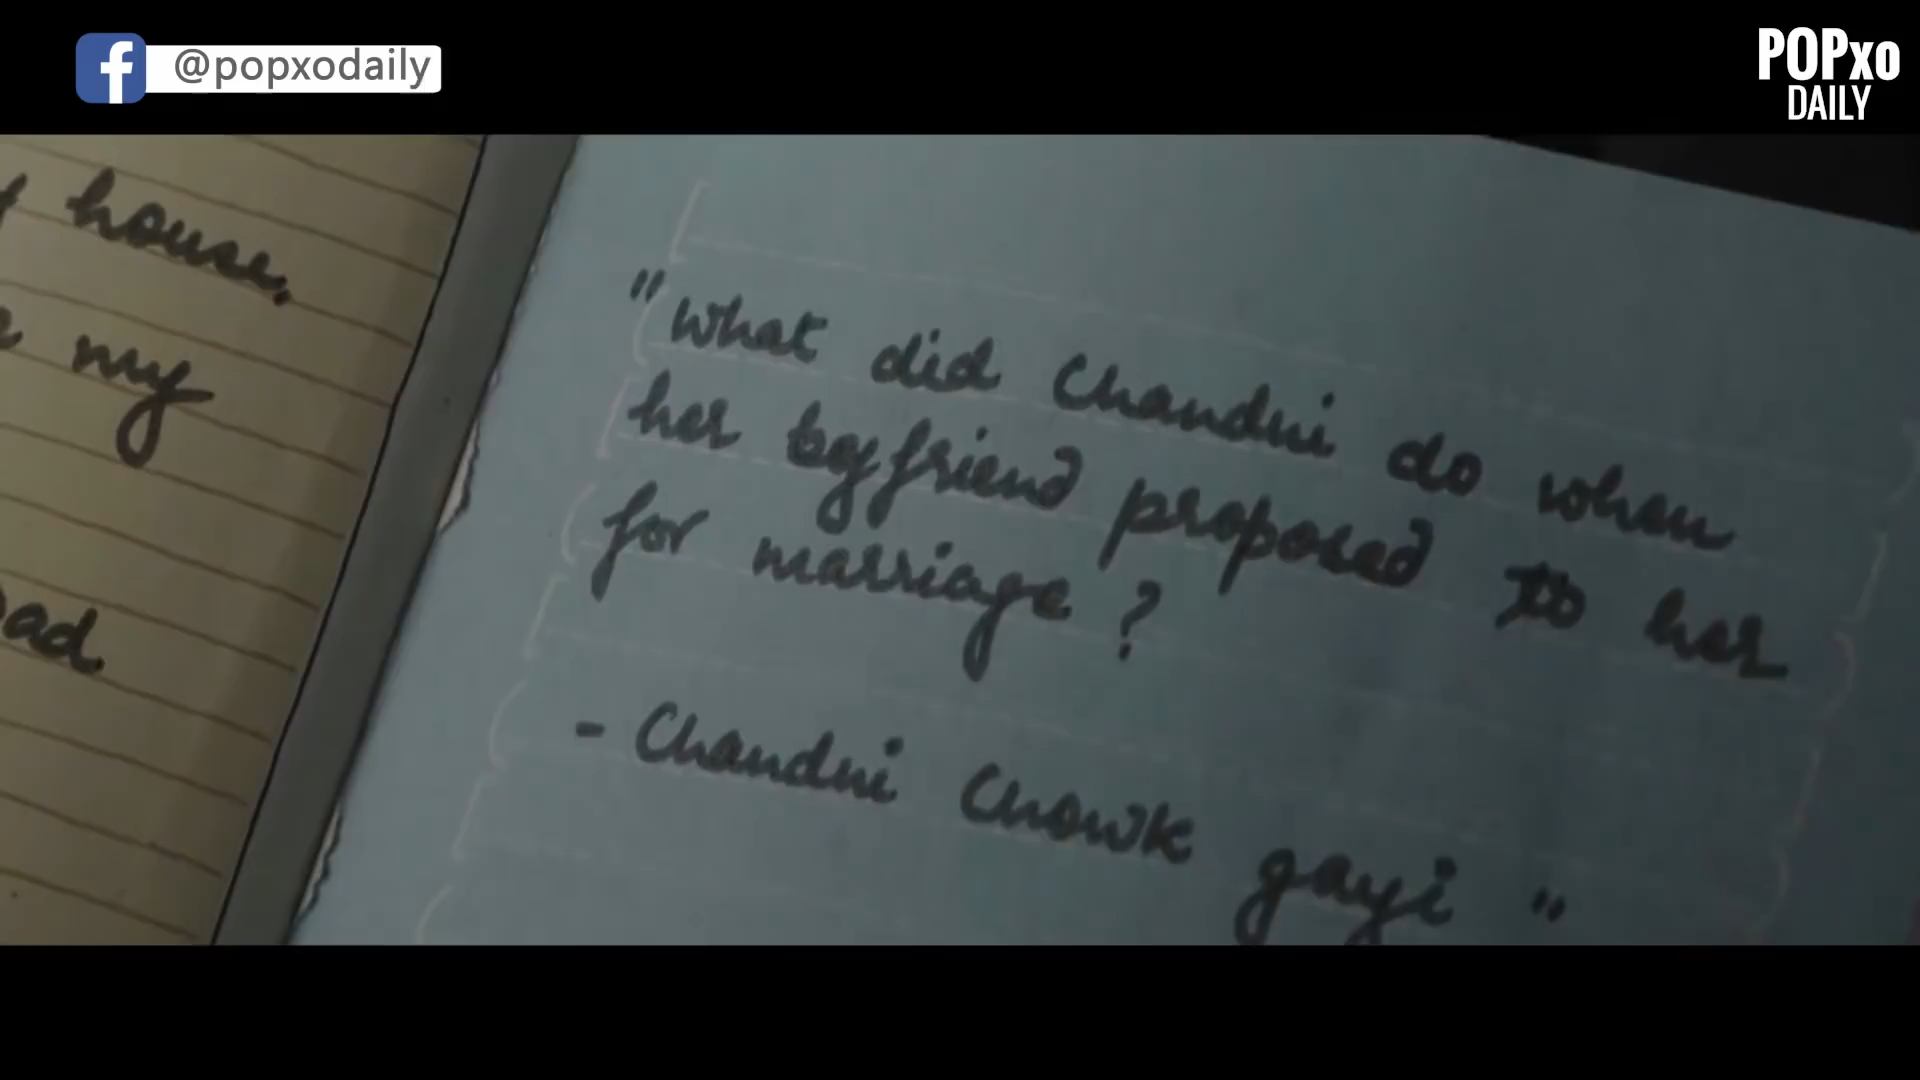 @popxodaily
POPxo
DAILY
house,
my
ad
"What did Chandni do when
her boyfriend proposed to her
for marriage ?
- Chandni Chowk gayi "